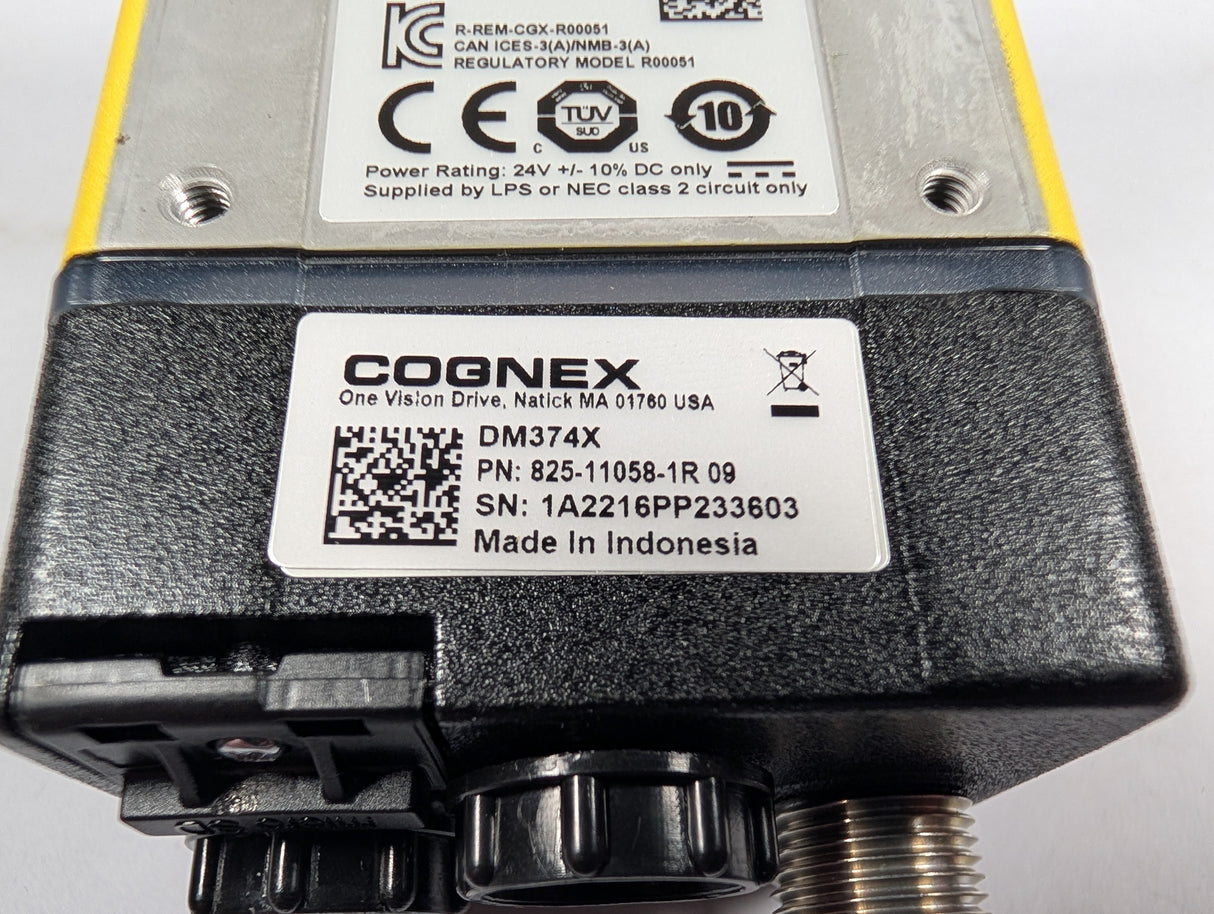 R-REM-CGX-R00051
CAN ICES-3(A)/NMB-3(A)
REGULATORY MODEL R00051
CE
TÜV
SUD
C US
10
Power Rating: 24V +/- 10% DC only
Supplied by LPS or NEC class 2 circuit only
COGNEX
One Vision Drive, Natick MA 01760 USA
DM374X
PN: 825-11058-1R 09
SN: 1A2216PP233603
Made In Indonesia